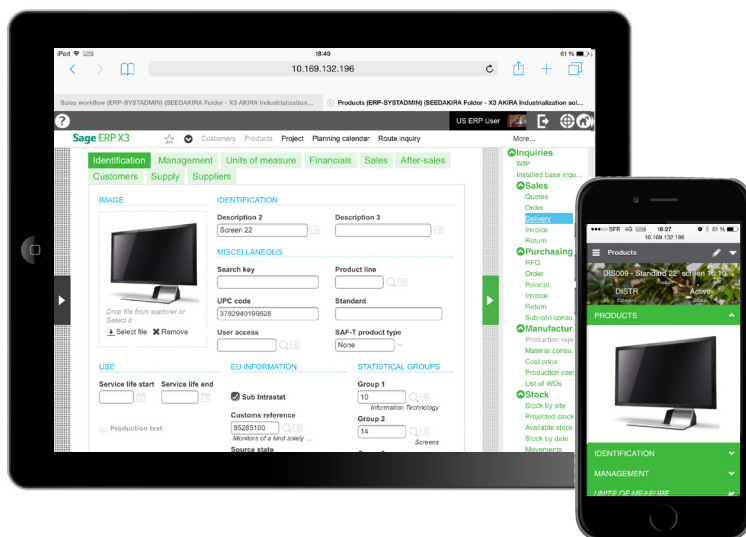 iPad
18:49
61 %
10.169.132.196
Sales workflow (ERP-SYSTADMIN) (SEEDAKIRA Folder - X3 AKIRA Industrialization...
Products (ERP-SYSTADMIN) (SEEDAKIRA Folder - X3 AKIRA Industrialization sol...
?
US ERP User
Sage ERP X3
Customers Products Project Planning calendar Route inquiry
More...
Identification Management Units of measure Financials Sales After-sales
Customers Supply Suppliers
IMAGE
Drop file from explorer or
Select it
Select file Remove
IDENTIFICATION
Description 2 Description 3
Screen 22
MISCELLANEOUS
Search key Product line
UPC code Standard
3782940199628
User access SAF-T product type
None
USE
Service life start Service life end
Production text
EU INFORMATION
Sub Intrastat
Customs reference
85285100
Monitors of a kind solely ...
Source state
STATISTICAL GROUPS
Group 1
10
Information Technology
Group 2
14
Screens
Inquiries
WIP
Installed base inqu...
Sales
Quotes
Order
Delivery
Invoice
Return
Purchasing
RFQ
Order
Receipt
Invoice
Return
Sub-con consu...
Manufactur...
Production repo
Material consu.
Cost price
Production cost
List of WOs
Stock
Stock by site
Projected stock
Available stock
Stock by date
Movements
SFR 4G 18:27 61 %
10.169.132.196
Products
DIS009 - Standard 22" screen 16:10
Product
DISTR Active
Category
PRODUCTS
IDENTIFICATION
MANAGEMENT
UNITS OF MEASURE